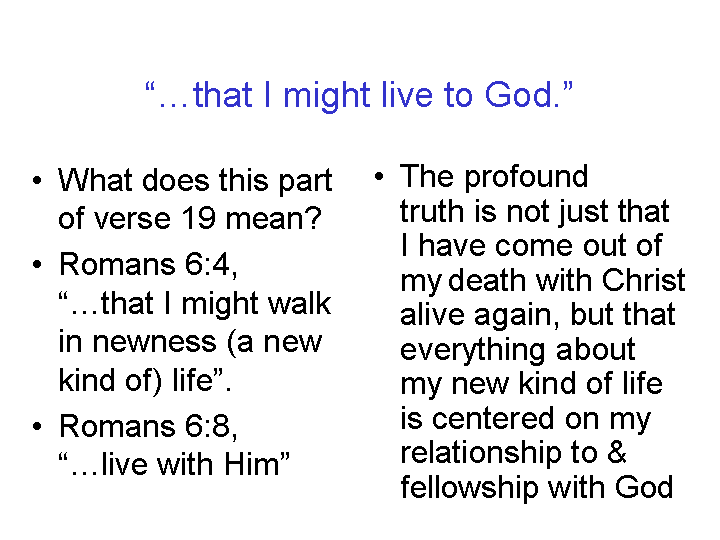 “…that I might live to God.”
• What does this part
of verse 19 mean?
• Romans 6:4,
“…that I might walk
in newness (a new
kind of) life”.
• Romans 6:8,
“…live with Him”
• The profound
truth is not just that
I have come out of
my death with Christ
alive again, but that
everything about
my new kind of life
is centered on my
relationship to &
fellowship with God